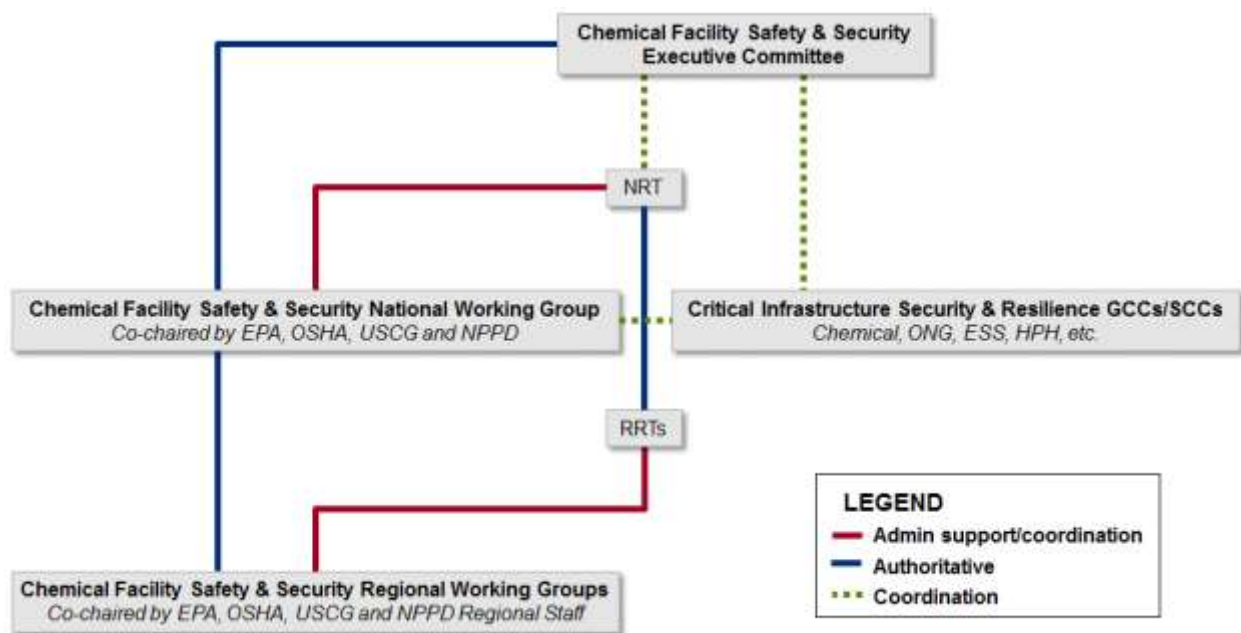 Chemical Facility Safety & Security
Executive Committee
NRT
Chemical Facility Safety & Security National Working Group
Co-chaired by EPA, OSHA, USCG and NPPD
Critical Infrastructure Security & Resilience GCCs/SCCs
Chemical, ONG, ESS, HPH, etc.
RRTs
LEGEND
Admin support/coordination
Authoritative
Coordination
Chemical Facility Safety & Security Regional Working Groups
Co-chaired by EPA, OSHA, USCG and NPPD Regional Staff